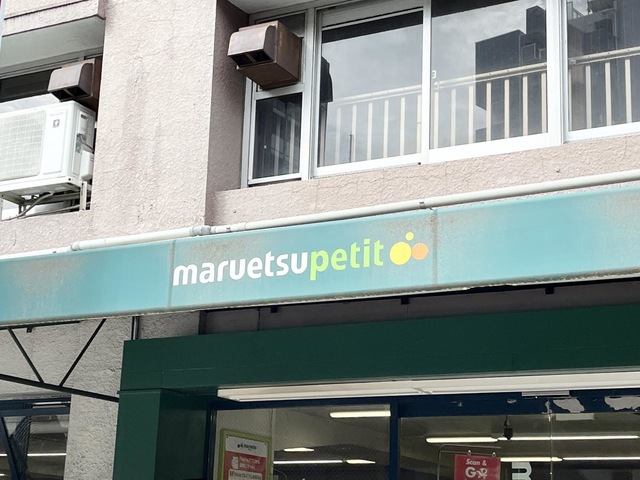 maruetsupetit
Scan &
Go